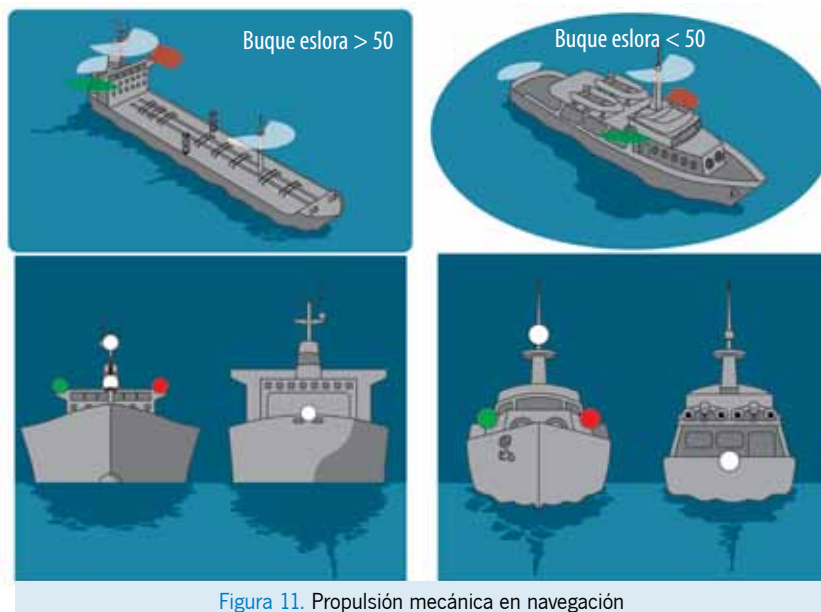 Buque eslora > 50
Buque eslora < 50
Figura 11. Propulsión mecánica en navegación